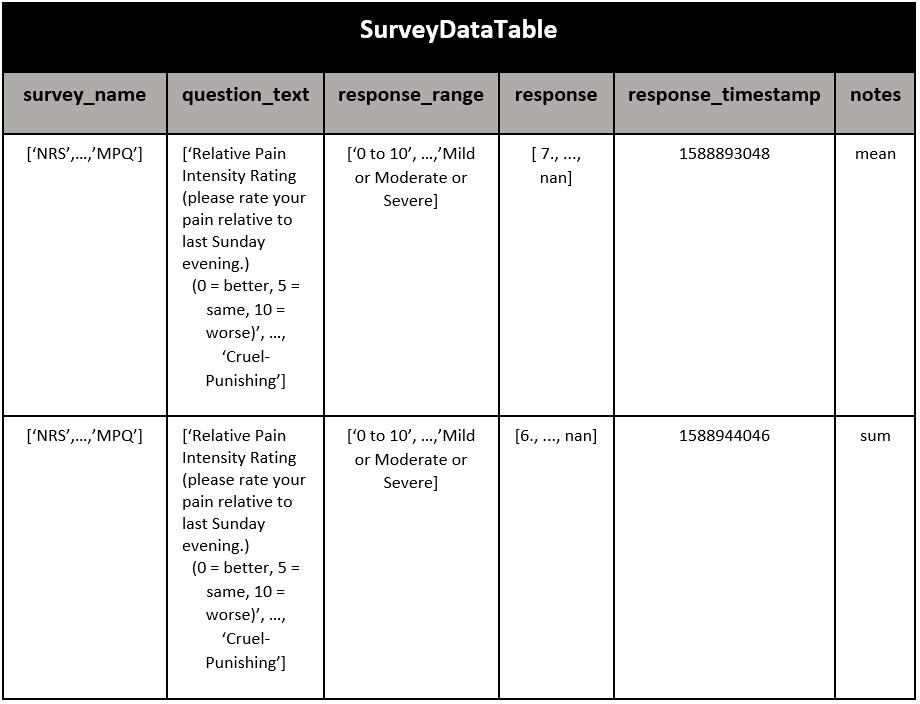 SurveyDataTable
survey_name question_text response_range response response_timestamp notes
[‘NRS’,…,’MPQ’]
[‘Relative Pain
Intensity Rating
(please rate your
pain relative to
last Sunday
evening.)
(0 = better, 5 =
same, 10 =
worse)’, …,
‘Cruel-
Punishing’]
[‘0 to 10’, …,’Mild
or Moderate or
Severe]
[ 7., ...,
nan]
1588893048
mean
[‘NRS’,…,’MPQ’]
[‘Relative Pain
Intensity Rating
(please rate your
pain relative to
last Sunday
evening.)
(0 = better, 5 =
same, 10 =
worse)’, …,
‘Cruel-
Punishing’]
[‘0 to 10’, …,’Mild
or Moderate or
Severe]
[6., ..., nan]
1588944046
sum